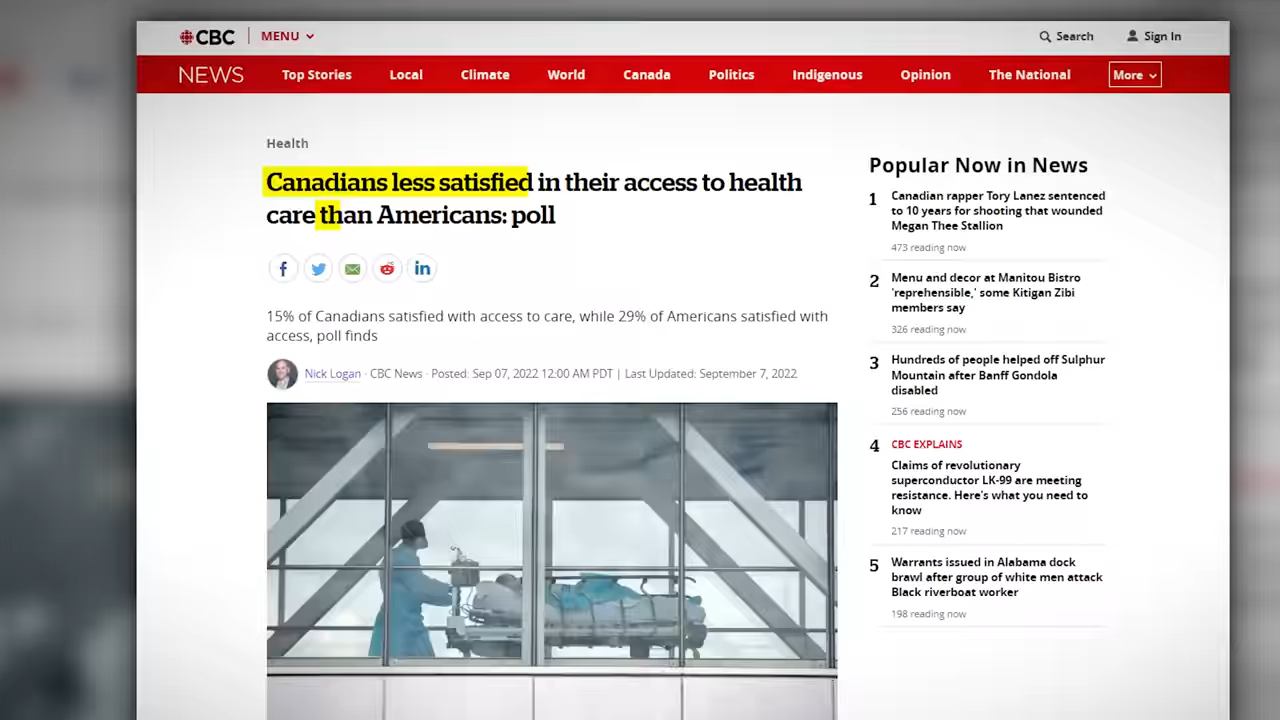 CBC MENU Search Sign In
NEWS Top Stories Local Climate World Canada Politics Indigenous Opinion The National More
Health
Canadians less satisfied in their access to health
care than Americans: poll
15% of Canadians satisfied with access to care, while 29% of Americans satisfied with
access, poll finds
Nick Logan · CBC News · Posted: Sep 07, 2022 12:00 AM PDT | Last Updated: September 7, 2022
Popular Now in News
1 Canadian rapper Tory Lanez sentenced
to 10 years for shooting that wounded
Megan Thee Stallion
473 reading now
2 Menu and decor at Manitou Bistro
'reprehensible,' some Kitigan Zibi
members say
326 reading now
3 Hundreds of people helped off Sulphur
Mountain after Banff Gondola
disabled
256 reading now
4 CBC EXPLAINS
Claims of revolutionary
superconductor LK-99 are meeting
resistance. Here's what you need to
know
217 reading now
5 Warrants issued in Alabama dock
brawl after group of white men attack
Black riverboat worker
198 reading now